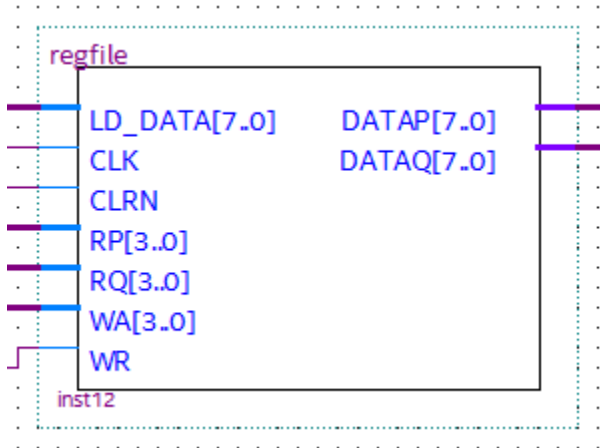 regfile
LD_DATA[7..0] DATAP[7..0]
CLK DATAQ[7..0]
CLRN
RP[3..0]
RQ[3..0]
WA[3..0]
WR
inst12